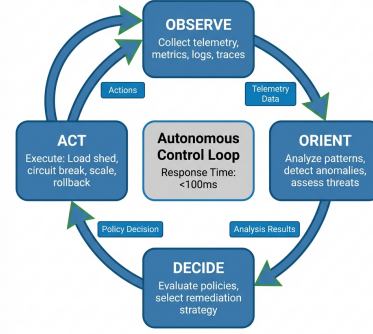 OBSERVE
Collect telemetry,
metrics, logs, traces
Actions
Telemetry
Data
ACT
Execute: Load shed,
circuit break, scale,
rollback
Autonomous
Control Loop
Response Time:
<100ms
ORIENT
Analyze patterns,
detect anomalies,
assess threats
Policy Decision
Analysis Results
DECIDE
Evaluate policies,
select remediation
strategy